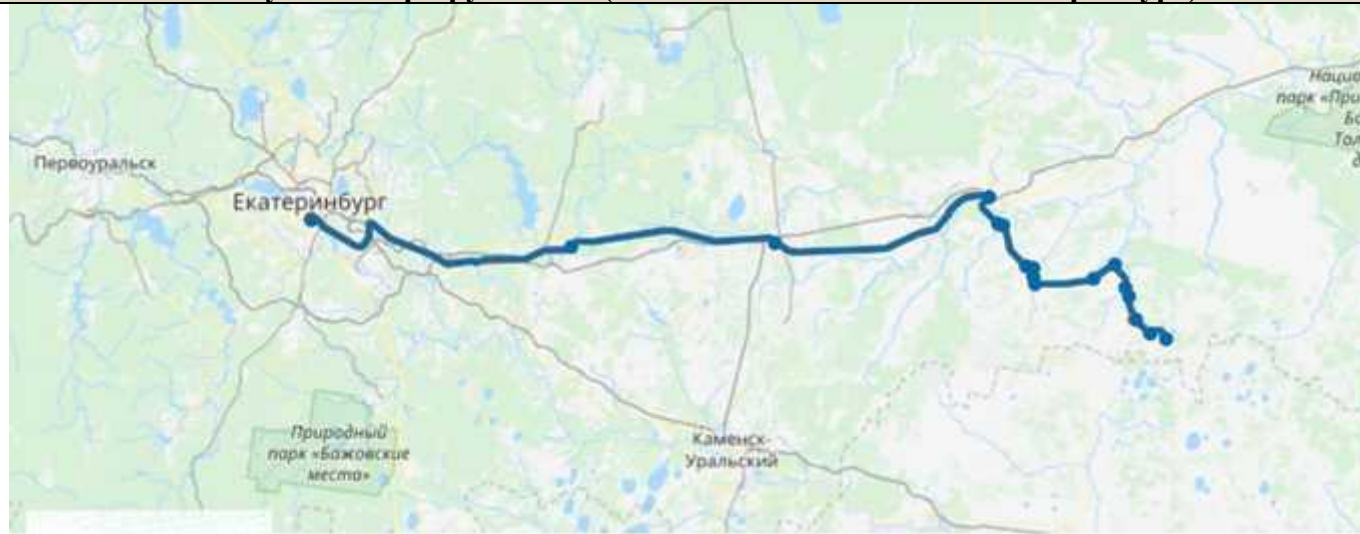 Нацио
парк «При
Бо
Тол
Первоуральск
Екатеринбург
Природный
парк «Бажовские
места»
Каменск-
Уральский